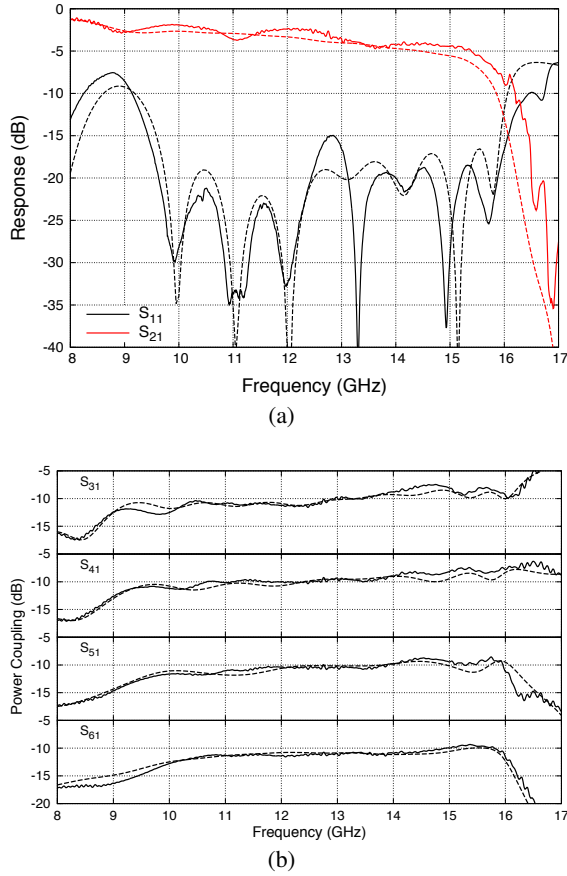 0
-5
-10
-15
-20
-25
-30
-35
-40
Response (dB)
S11
S21
8 9 10 11 12 13 14 15 16 17
Frequency (GHz)
(a)
-5
-10
-15
-5
-10
-15
-5
-10
-15
-5
-10
-15
-20
Power Coupling (dB)
S31
S41
S51
S61
8 9 10 11 12 13 14 15 16 17
Frequency (GHz)
(b)